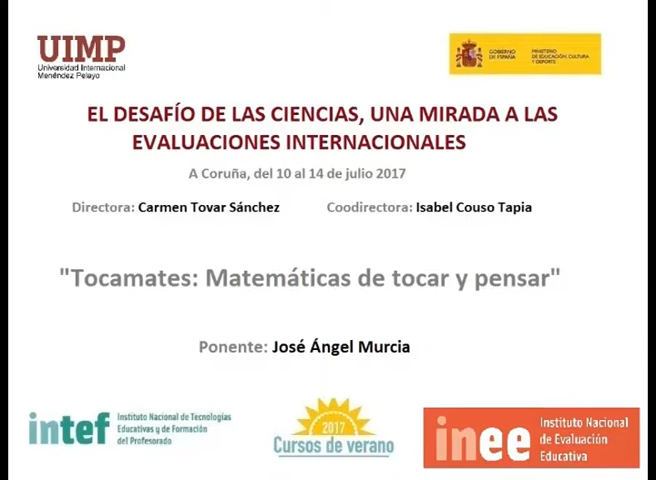 UIMP
Universidad Internacional
Menéndez Pelayo
GOBIERNO
DE ESPAÑA
MINISTERIO
DE EDUCACIÓN, CULTURA
Y DEPORTE
EL DESAFÍO DE LAS CIENCIAS, UNA MIRADA A LAS
EVALUACIONES INTERNACIONALES
A Coruña, del 10 al 14 de julio 2017
Directora: Carmen Tovar Sánchez Coodirectora: Isabel Couso Tapia
"Tocamates: Matemáticas de tocar y pensar"
Ponente: José Ángel Murcia
intef
Instituto Nacional de Tecnologías
Educativas y de Formación
del Profesorado
2017
Cursos de verano
inee
Instituto Nacional
de Evaluación
Educativa